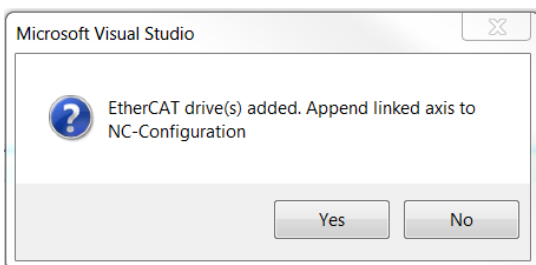 Microsoft Visual Studio
EtherCAT drive(s) added. Append linked axis to
NC-Configuration
Yes
No